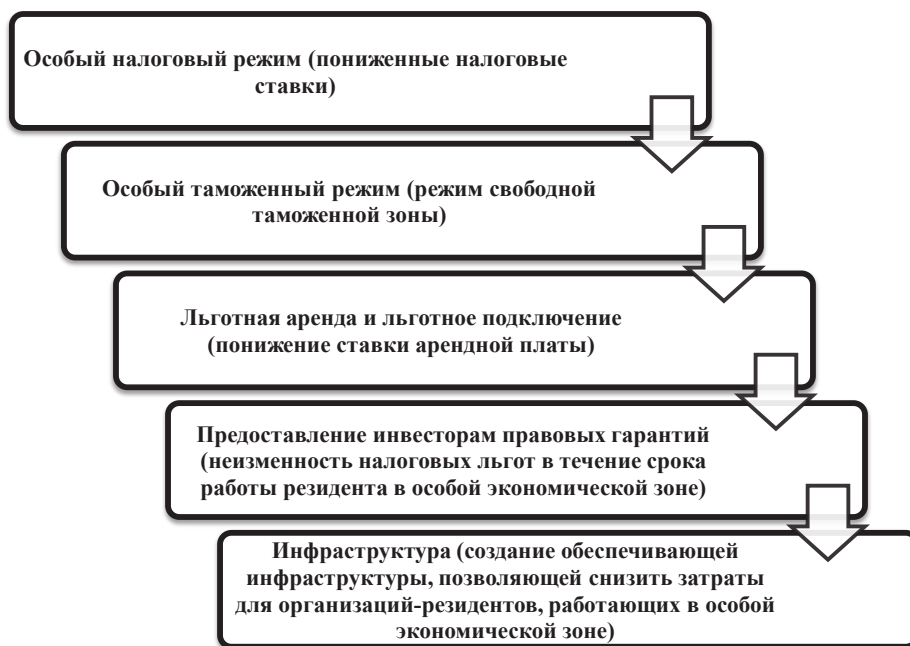 Особый налоговый режим (пониженные налоговые
ставки)
Особый таможенный режим (режим свободной
таможенной зоны)
Льготная аренда и льготное подключение
(понижение ставки арендной платы)
Предоставление инвесторам правовых гарантий
(неизменность налоговых льгот в течение срока
работы резидента в особой экономической зоне)
Инфраструктура (создание обеспечивающей
инфраструктуры, позволяющей снизить затраты
для организаций-резидентов, работающих в особой
экономической зоне)